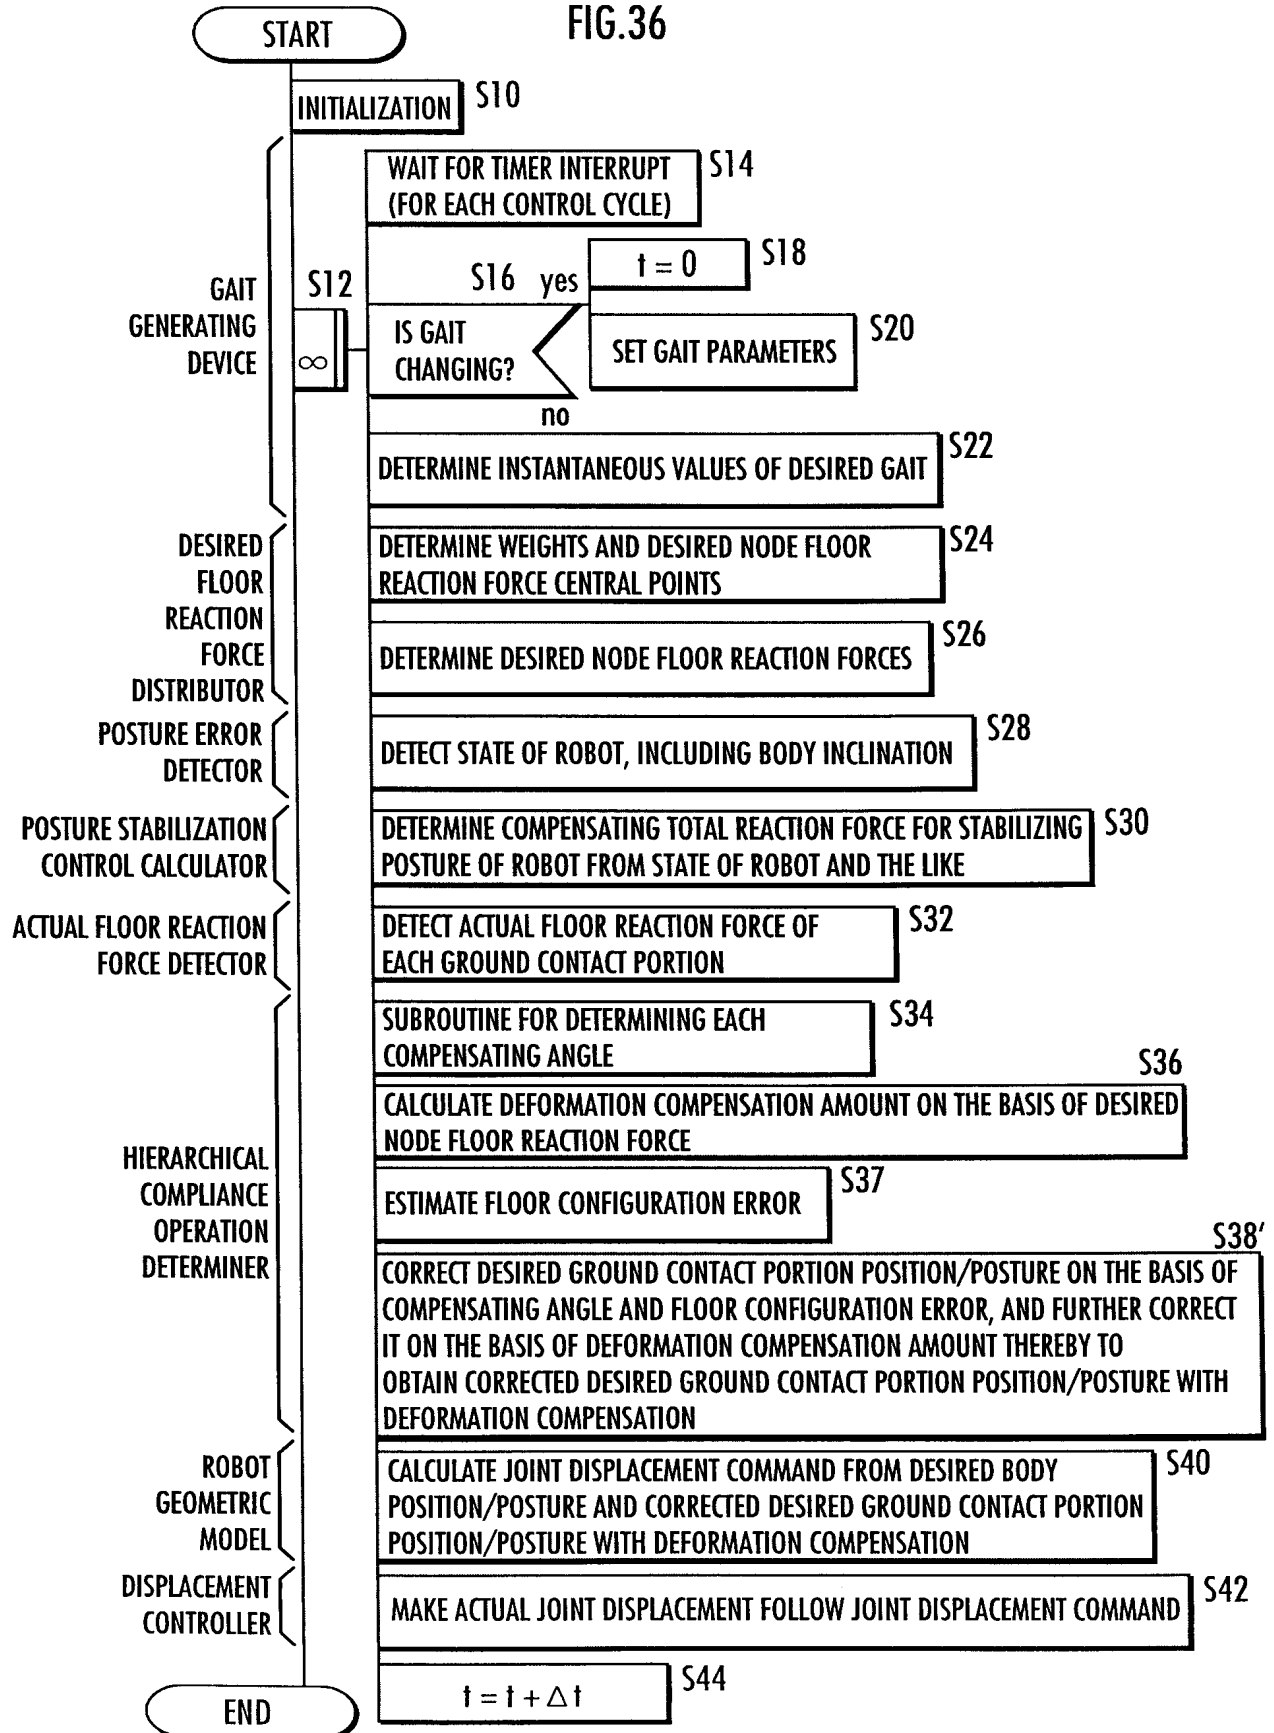 FIG.36
START
INITIALIZATION
S10
WAIT FOR TIMER INTERRUPT
(FOR EACH CONTROL CYCLE)
S14
GAIT
GENERATING
DEVICE
S12
∞
S16
yes
IS GAIT
CHANGING?
no
t = 0
S18
SET GAIT PARAMETERS
S20
DETERMINE INSTANTANEOUS VALUES OF DESIRED GAIT
S22
DESIRED
FLOOR
REACTION
FORCE
DISTRIBUTOR
DETERMINE WEIGHTS AND DESIRED NODE FLOOR
REACTION FORCE CENTRAL POINTS
S24
DETERMINE DESIRED NODE FLOOR REACTION FORCES
S26
POSTURE ERROR
DETECTOR
DETECT STATE OF ROBOT, INCLUDING BODY INCLINATION
S28
POSTURE STABILIZATION
CONTROL CALCULATOR
DETERMINE COMPENSATING TOTAL REACTION FORCE FOR STABILIZING
POSTURE OF ROBOT FROM STATE OF ROBOT AND THE LIKE
S30
ACTUAL FLOOR REACTION
FORCE DETECTOR
DETECT ACTUAL FLOOR REACTION FORCE OF
EACH GROUND CONTACT PORTION
S32
HIERARCHICAL
COMPLIANCE
OPERATION
DETERMINER
SUBROUTINE FOR DETERMINING EACH
COMPENSATING ANGLE
S34
S36
CALCULATE DEFORMATION COMPENSATION AMOUNT ON THE BASIS OF DESIRED
NODE FLOOR REACTION FORCE
ESTIMATE FLOOR CONFIGURATION ERROR
S37
S38'
CORRECT DESIRED GROUND CONTACT PORTION POSITION/POSTURE ON THE BASIS OF
COMPENSATING ANGLE AND FLOOR CONFIGURATION ERROR, AND FURTHER CORRECT
IT ON THE BASIS OF DEFORMATION COMPENSATION AMOUNT THEREBY TO
OBTAIN CORRECTED DESIRED GROUND CONTACT PORTION POSITION/POSTURE WITH
DEFORMATION COMPENSATION
ROBOT
GEOMETRIC
MODEL
CALCULATE JOINT DISPLACEMENT COMMAND FROM DESIRED BODY
POSITION/POSTURE AND CORRECTED DESIRED GROUND CONTACT PORTION
POSITION/POSTURE WITH DEFORMATION COMPENSATION
S40
DISPLACEMENT
CONTROLLER
MAKE ACTUAL JOINT DISPLACEMENT FOLLOW JOINT DISPLACEMENT COMMAND
S42
t = t + Δ t
S44
END